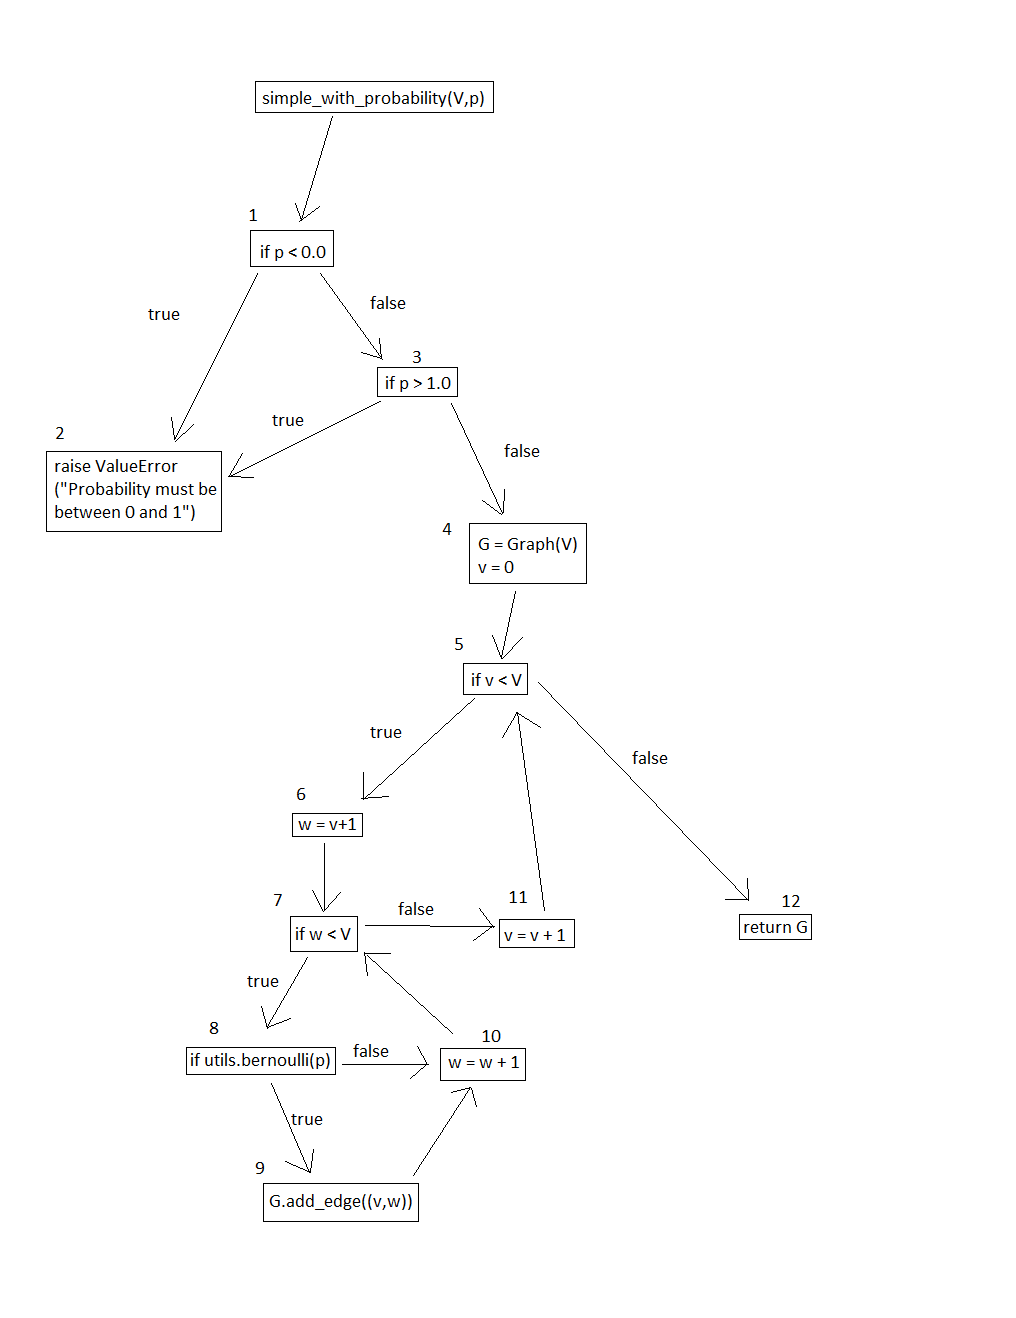 simple_with_probability(V,p)
1
if p < 0.0
true
false
3
if p > 1.0
true
false
2
raise ValueError
("Probability must be
between 0 and 1")
4
G = Graph(V)
v = 0
5
if v < V
true
false
6
w = v+1
7
if w < V
false
11
v = v + 1
12
return G
true
8
if utils.bernoulli(p)
false
10
w = w + 1
true
9
G.add_edge((v,w))